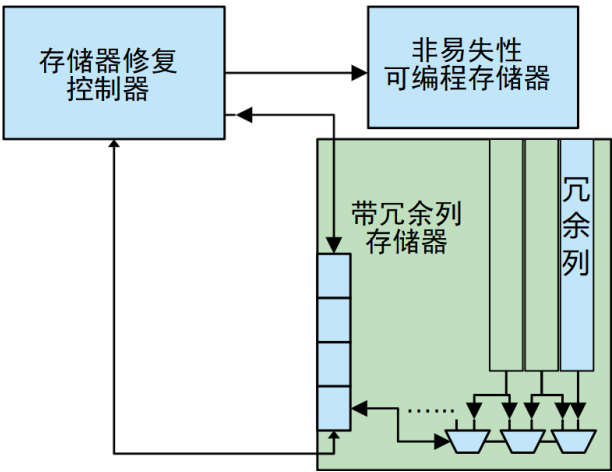 存储器修复
控制器
非易失性
可编程存储器
带冗余列
存储器
冗
余
列
......